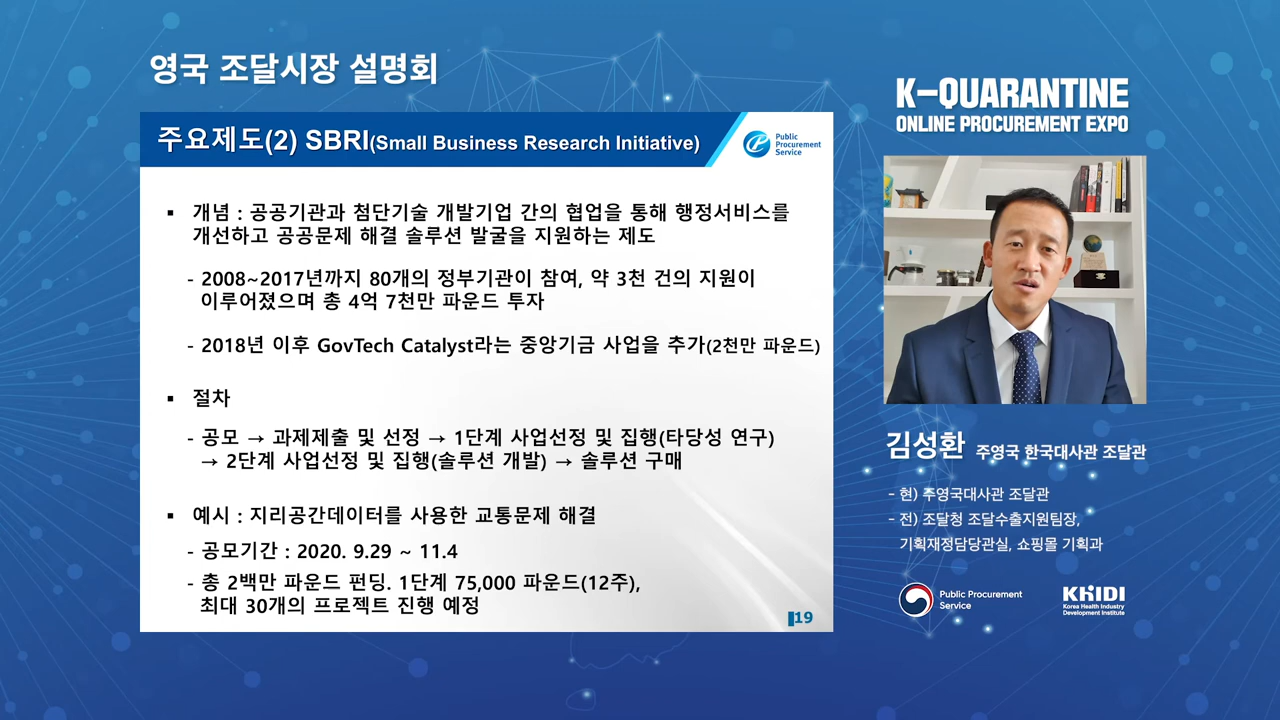 영국 조달시장 설명회
주요제도(2) SBRI(Small Business Research Initiative)
Public
Procurement
Service
▪ 개념 : 공공기관과 첨단기술 개발기업 간의 협업을 통해 행정서비스를
개선하고 공공문제 해결 솔루션 발굴을 지원하는 제도
- 2008~2017년까지 80개의 정부기관이 참여, 약 3천 건의 지원이
이루어졌으며 총 4억 7천만 파운드 투자
- 2018년 이후 GovTech Catalyst라는 중앙기금 사업을 추가(2천만 파운드)
▪ 절차
- 공모 → 과제제출 및 선정 → 1단계 사업선정 및 집행(타당성 연구)
→ 2단계 사업선정 및 집행(솔루션 개발) → 솔루션 구매
▪ 예시 : 지리공간데이터를 사용한 교통문제 해결
- 공모기간 : 2020. 9.29 ~ 11.4
- 총 2백만 파운드 펀딩. 1단계 75,000 파운드(12주),
최대 30개의 프로젝트 진행 예정
19
K-QUARANTINE
ONLINE PROCUREMENT EXPO
김성환 주영국 한국대사관 조달관
- 현) 주영국대사관 조달관
- 전) 조달청 조달수출지원팀장,
기획재정담당관실, 쇼핑몰 기획과
Public Procurement
Service
KHIDI
Korea Health Industry
Development Institute